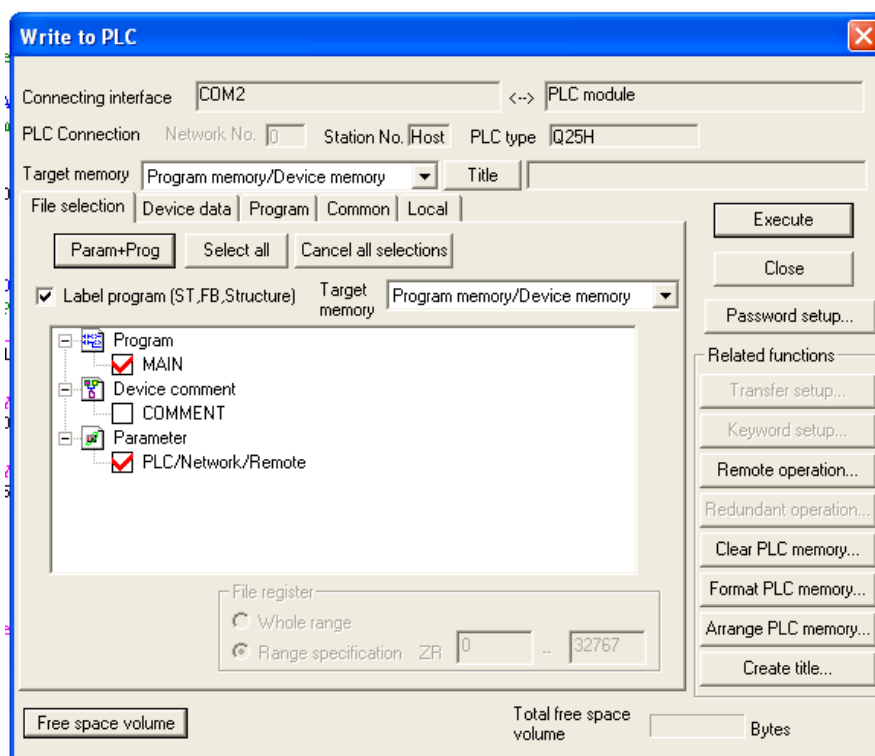 Write to PLC
Connecting interface COM2 <--> PLC module
PLC Connection Network No. 0 Station No. Host PLC type Q25H
Target memory Program memory/Device memory Title
File selection Device data Program Common Local
Execute
Param+Prog Select all Cancel all selections
Close
Label program (ST,FB,Structure) Target memory Program memory/Device memory
Password setup...
Program
MAIN
Device comment
COMMENT
Parameter
PLC/Network/Remote
Related functions
Transfer setup...
Keyword setup...
Remote operation...
Redundant operation...
Clear PLC memory...
Format PLC memory...
Arrange PLC memory...
Create title...
File register
Whole range
Range specification ZR 0 .. 32767
Free space volume
Total free space volume Bytes